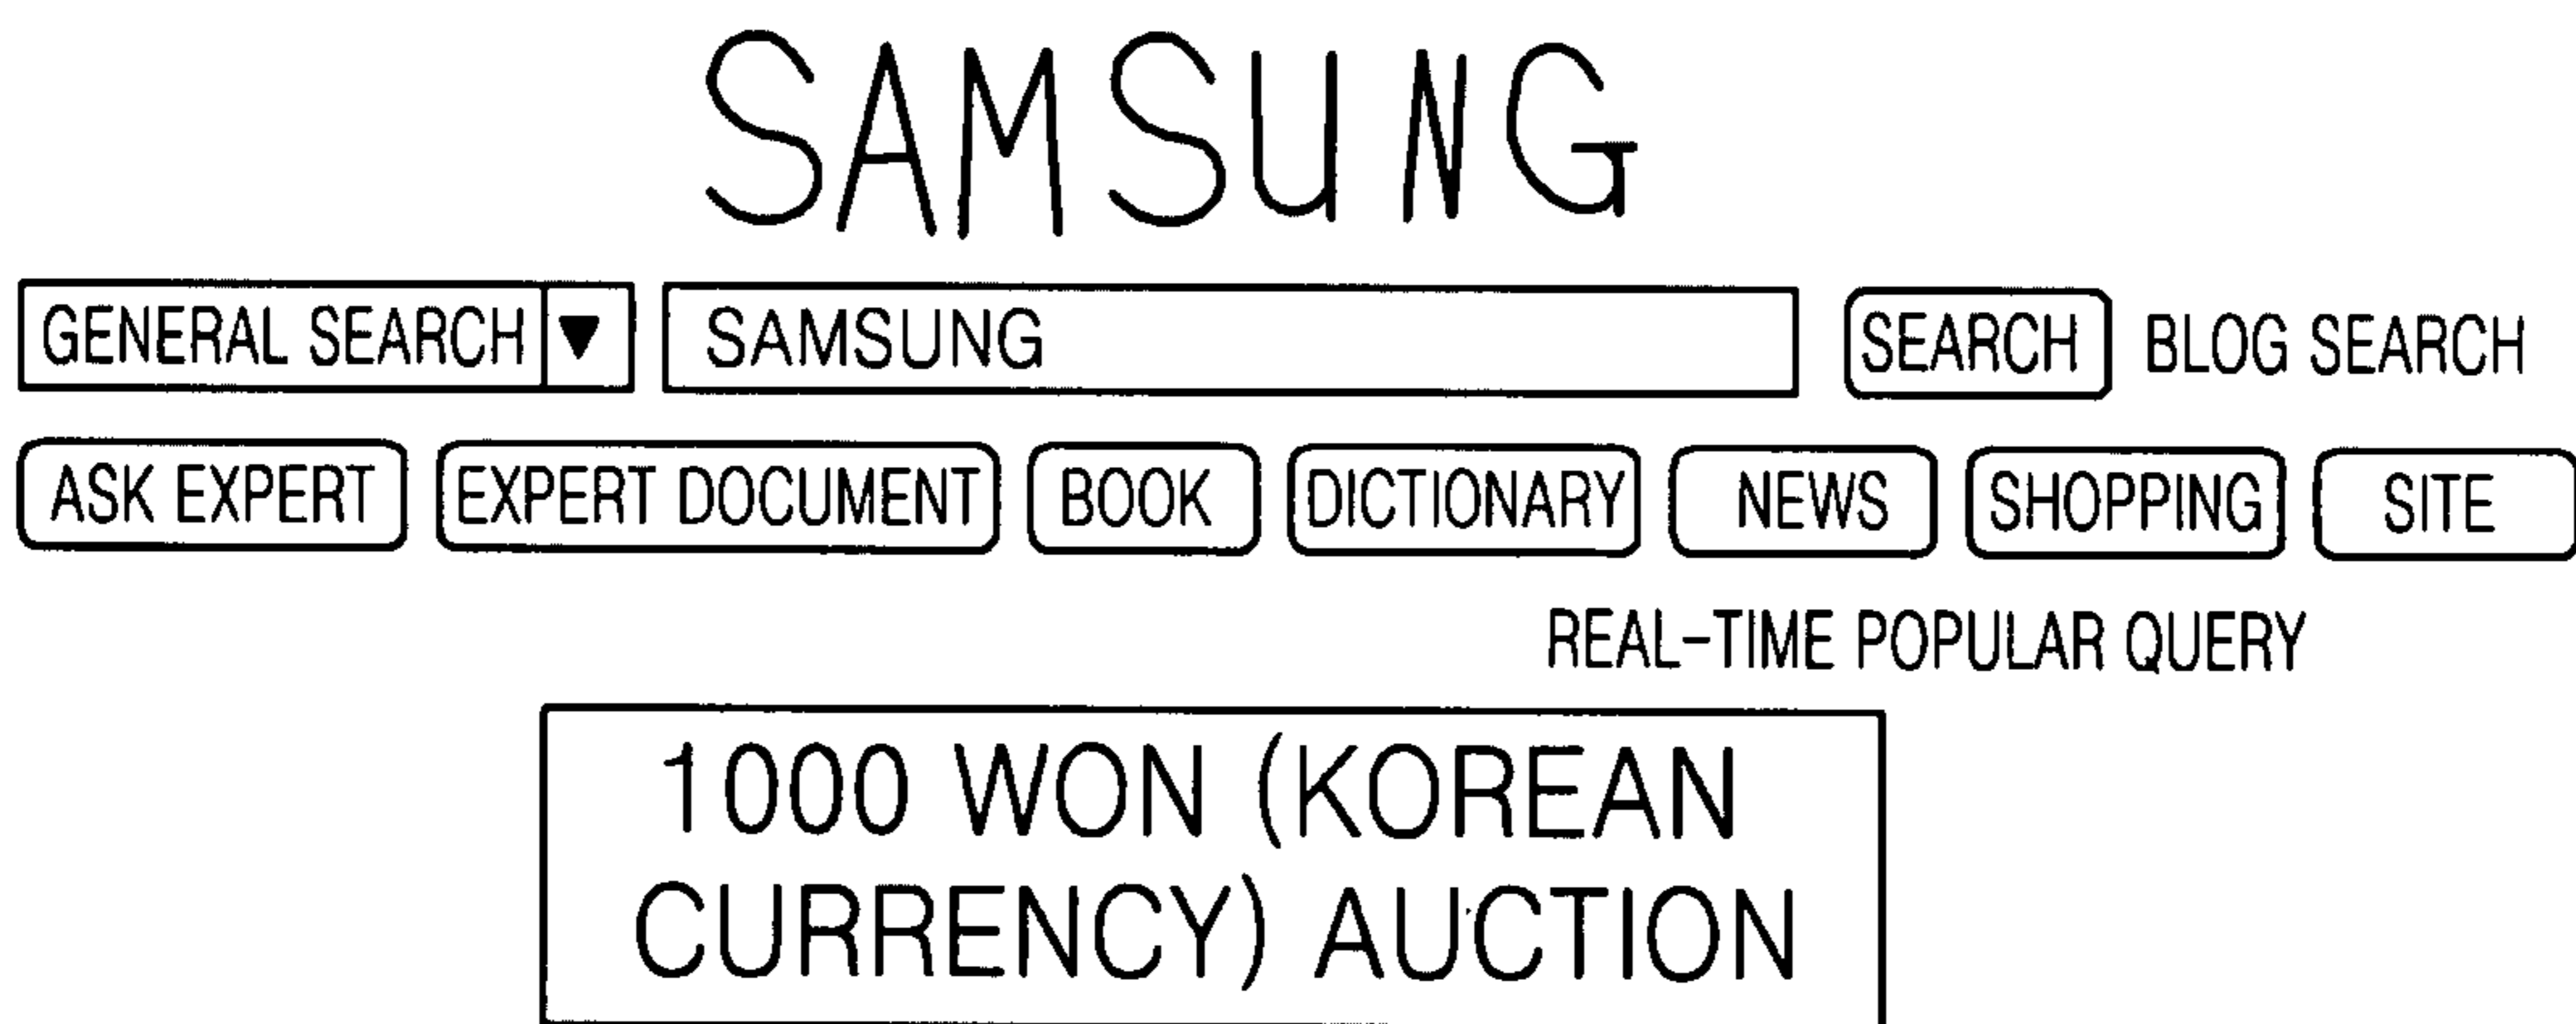 SAMSUNG
GENERAL SEARCH ▼ SAMSUNG SEARCH BLOG SEARCH
ASK EXPERT EXPERT DOCUMENT BOOK DICTIONARY NEWS SHOPPING SITE
REAL-TIME POPULAR QUERY
1000 WON (KOREAN
CURRENCY) AUCTION